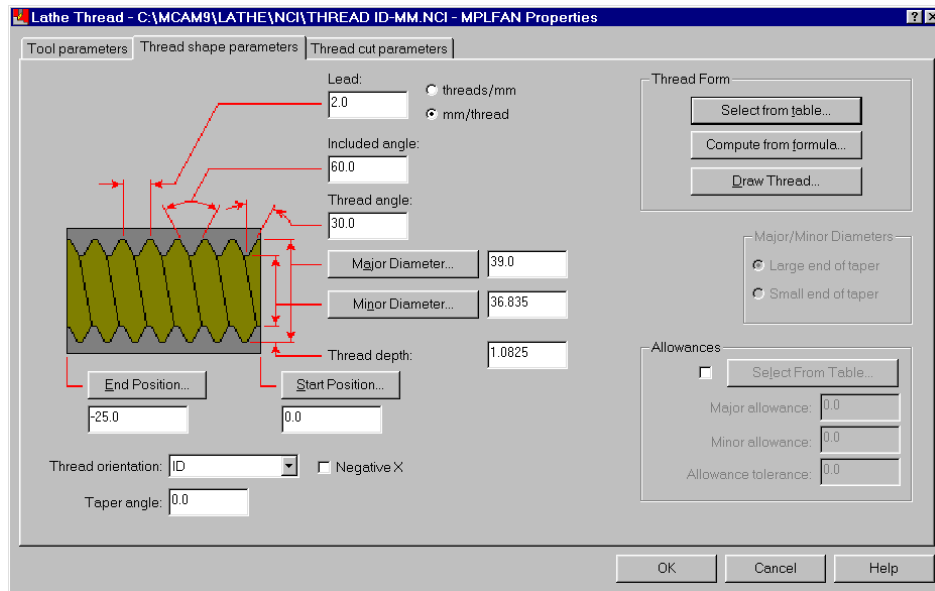 Lathe Thread - C:\MCAM9\LATHE\NCI\THREAD ID-MM.NCI - MPLFAN Properties
Tool parameters
Thread shape parameters
Thread cut parameters
Lead:
2.0
threads/mm
mm/thread
Included angle:
60.0
Thread angle:
30.0
Major Diameter...
39.0
Minor Diameter...
36.835
Thread depth:
1.0825
End Position...
-25.0
Start Position...
0.0
Thread orientation:
ID
Negative X
Taper angle:
0.0
Thread Form
Select from table...
Compute from formula...
Draw Thread...
Major/Minor Diameters
Large end of taper
Small end of taper
Allowances
Select From Table...
Major allowance:
0.0
Minor allowance:
0.0
Allowance tolerance:
0.0
OK
Cancel
Help